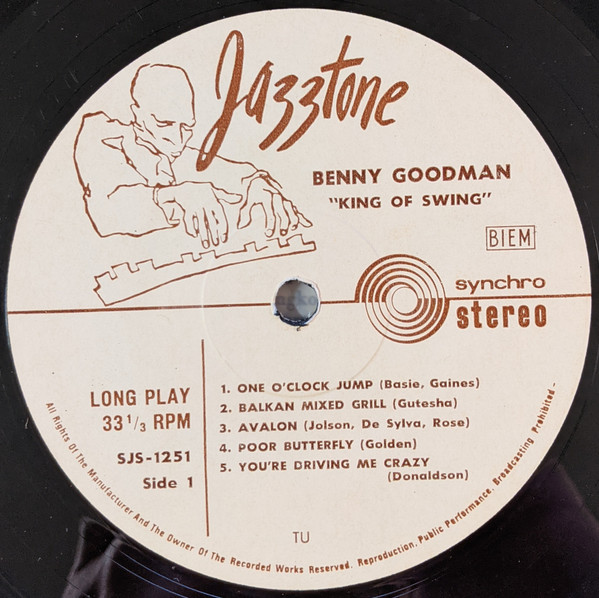 Jazztone
BENNY GOODMAN
"KING OF SWING"
BIEM
synchro
stereo
LONG PLAY
33 1/3 RPM
SJS-1251
Side 1
1. ONE O'CLOCK JUMP (Basie, Gaines)
2. BALKAN MIXED GRILL (Gutesha)
3. AVALON (Jolson, De Sylva, Rose)
4. POOR BUTTERFLY (Golden)
5. YOU'RE DRIVING ME CRAZY
(Donaldson)
TU
All Rights Of The Manufacturer And The Owner Of The Recorded Works Reserved. Reproduction, Public Performance, Broadcasting Prohibited -